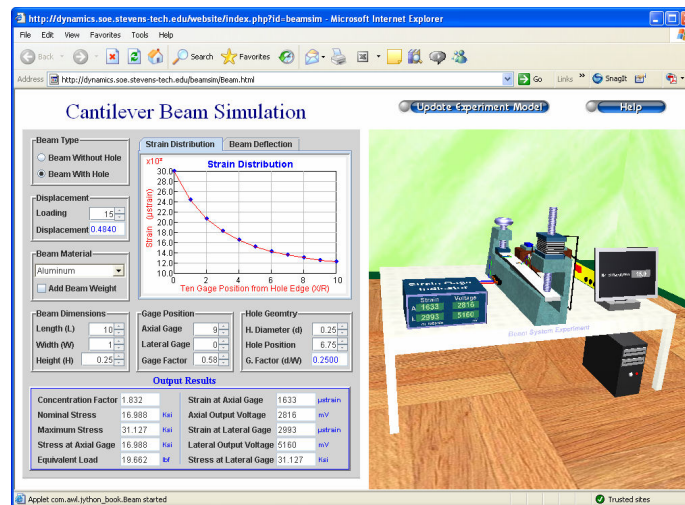 http://dynamics.soe.stevens-tech.edu/website/index.php?id=beamsim - Microsoft Internet Explorer
File Edit View Favorites Tools Help
Back Search Favorites
Address http://dynamics.soe.stevens-tech.edu/beamsim/Beam.html Go Links » SnagIt
Cantilever Beam Simulation
Update Experiment Model Help
Beam Type
Beam Without Hole
Beam With Hole
Displacement
Loading 15
Displacement 0.4840
Beam Material
Aluminum
Add Beam Weight
Strain Distribution Beam Deflection
Strain Distribution
30.0
28.0
26.0
24.0
22.0
20.0
18.0
16.0
14.0
12.0
10.0
Strain (µstrain)
0 2 4 6 8 10
Ten Gage Position from Hole Edge (X/R)
Beam Dimensions
Length (L) 10
Width (W) 1
Height (H) 0.25
Gage Position
Axial Gage 9
Lateral Gage 0
Gage Factor 0.58
Hole Geomtry
H. Diameter (d) 0.25
Hole Position 6.75
G. Factor (d/W) 0.2500
Output Results
Concentration Factor 1.832
Nominal Stress 16.988 Ksi
Maximum Stress 31.127 Ksi
Stress at Axial Gage 16.988 Ksi
Equivalent Load 19.662 lbf
Strain at Axial Gage 1633 µstrain
Axial Output Voltage 2816 mV
Strain at Lateral Gage 2993 µstrain
Lateral Output Voltage 5160 mV
Stress at Lateral Gage 31.127 Ksi
Strain Gage
Indicator
Strain Voltage
A 1633 2816
L 2993 5160
15.0
Beam System Experiment
Applet com.awl.jython_book.Beam started
Trusted sites